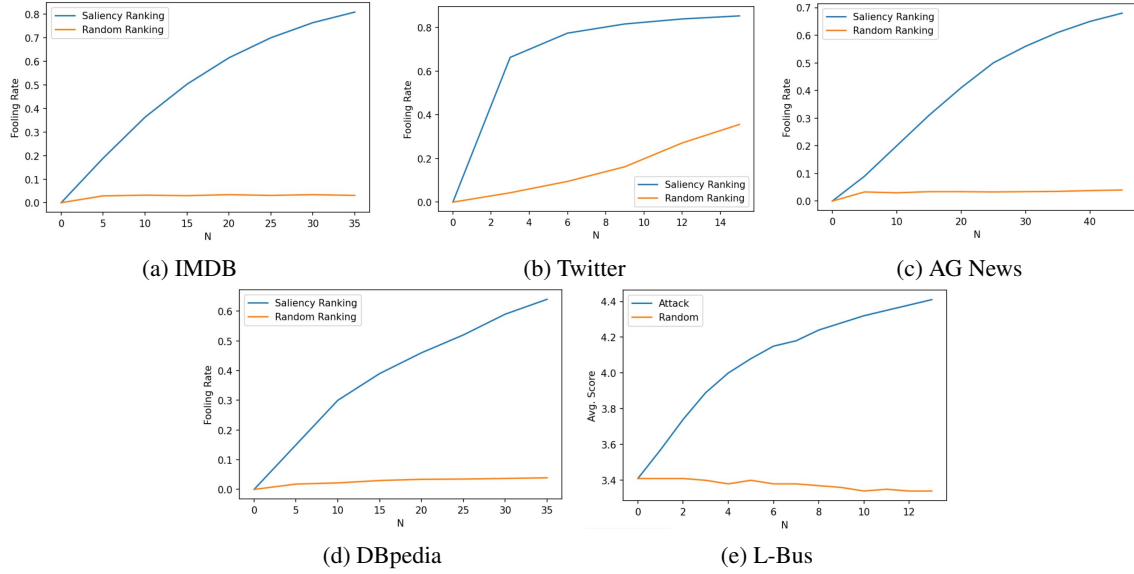 Saliency Ranking
Random Ranking
0.8
0.7
0.6
0.5
0.4
0.3
0.2
0.1
0.0
Fooling Rate
0 5 10 15 20 25 30 35
N
(a) IMDB
0.8
0.6
0.4
0.2
0.0
Fooling Rate
Saliency Ranking
Random Ranking
0 2 4 6 8 10 12 14
N
(b) Twitter
Saliency Ranking
Random Ranking
0.7
0.6
0.5
0.4
0.3
0.2
0.1
0.0
Fooling Rate
0 10 20 30 40
N
(c) AG News
Saliency Ranking
Random Ranking
0.6
0.5
0.4
0.3
0.2
0.1
0.0
Fooling Rate
0 5 10 15 20 25 30 35
N
(d) DBpedia
Attack
Random
4.4
4.2
4.0
3.8
3.6
3.4
Avg. Score
0 2 4 6 8 10 12
N
(e) L-Bus